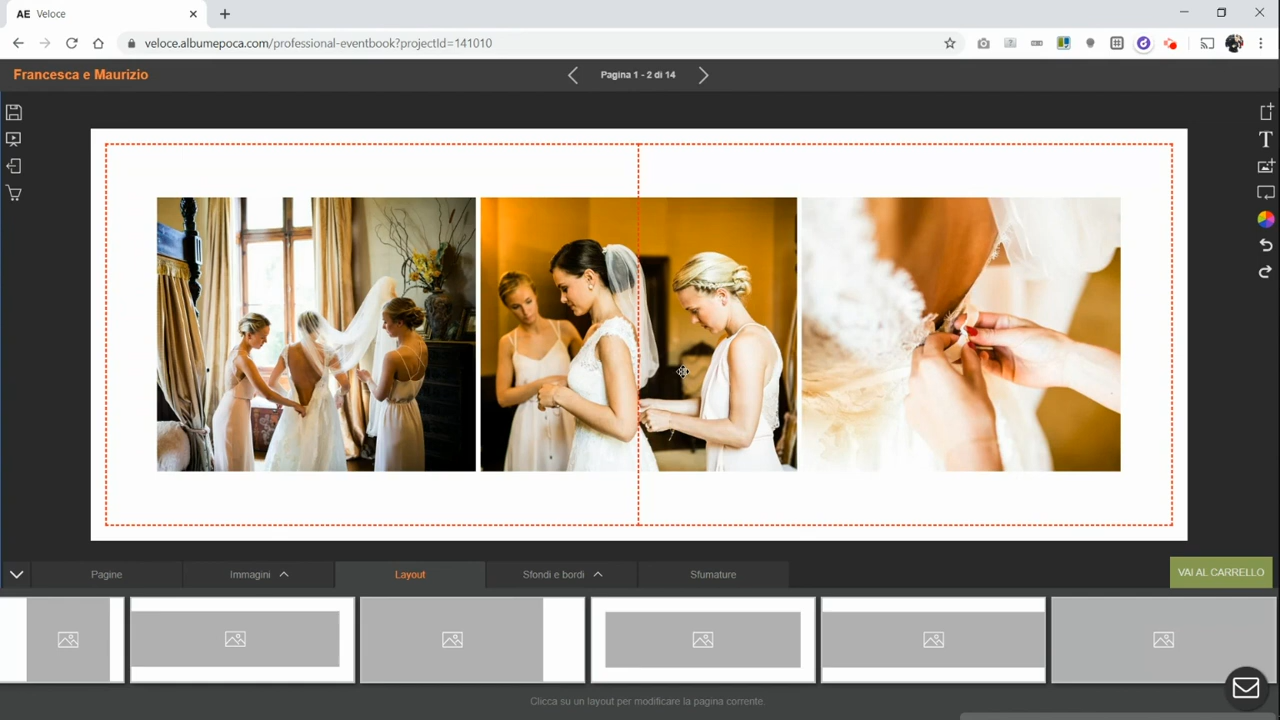 AE Veloce
veloce.albumepoca.com/professional-eventbook?projectId=141010
Francesca e Maurizio
Pagina 1 - 2 di 14
T
Pagine
Immagini
Layout
Sfondi e bordi
Sfumature
VAI AL CARRELLO
Clicca su un layout per modificare la pagina corrente.